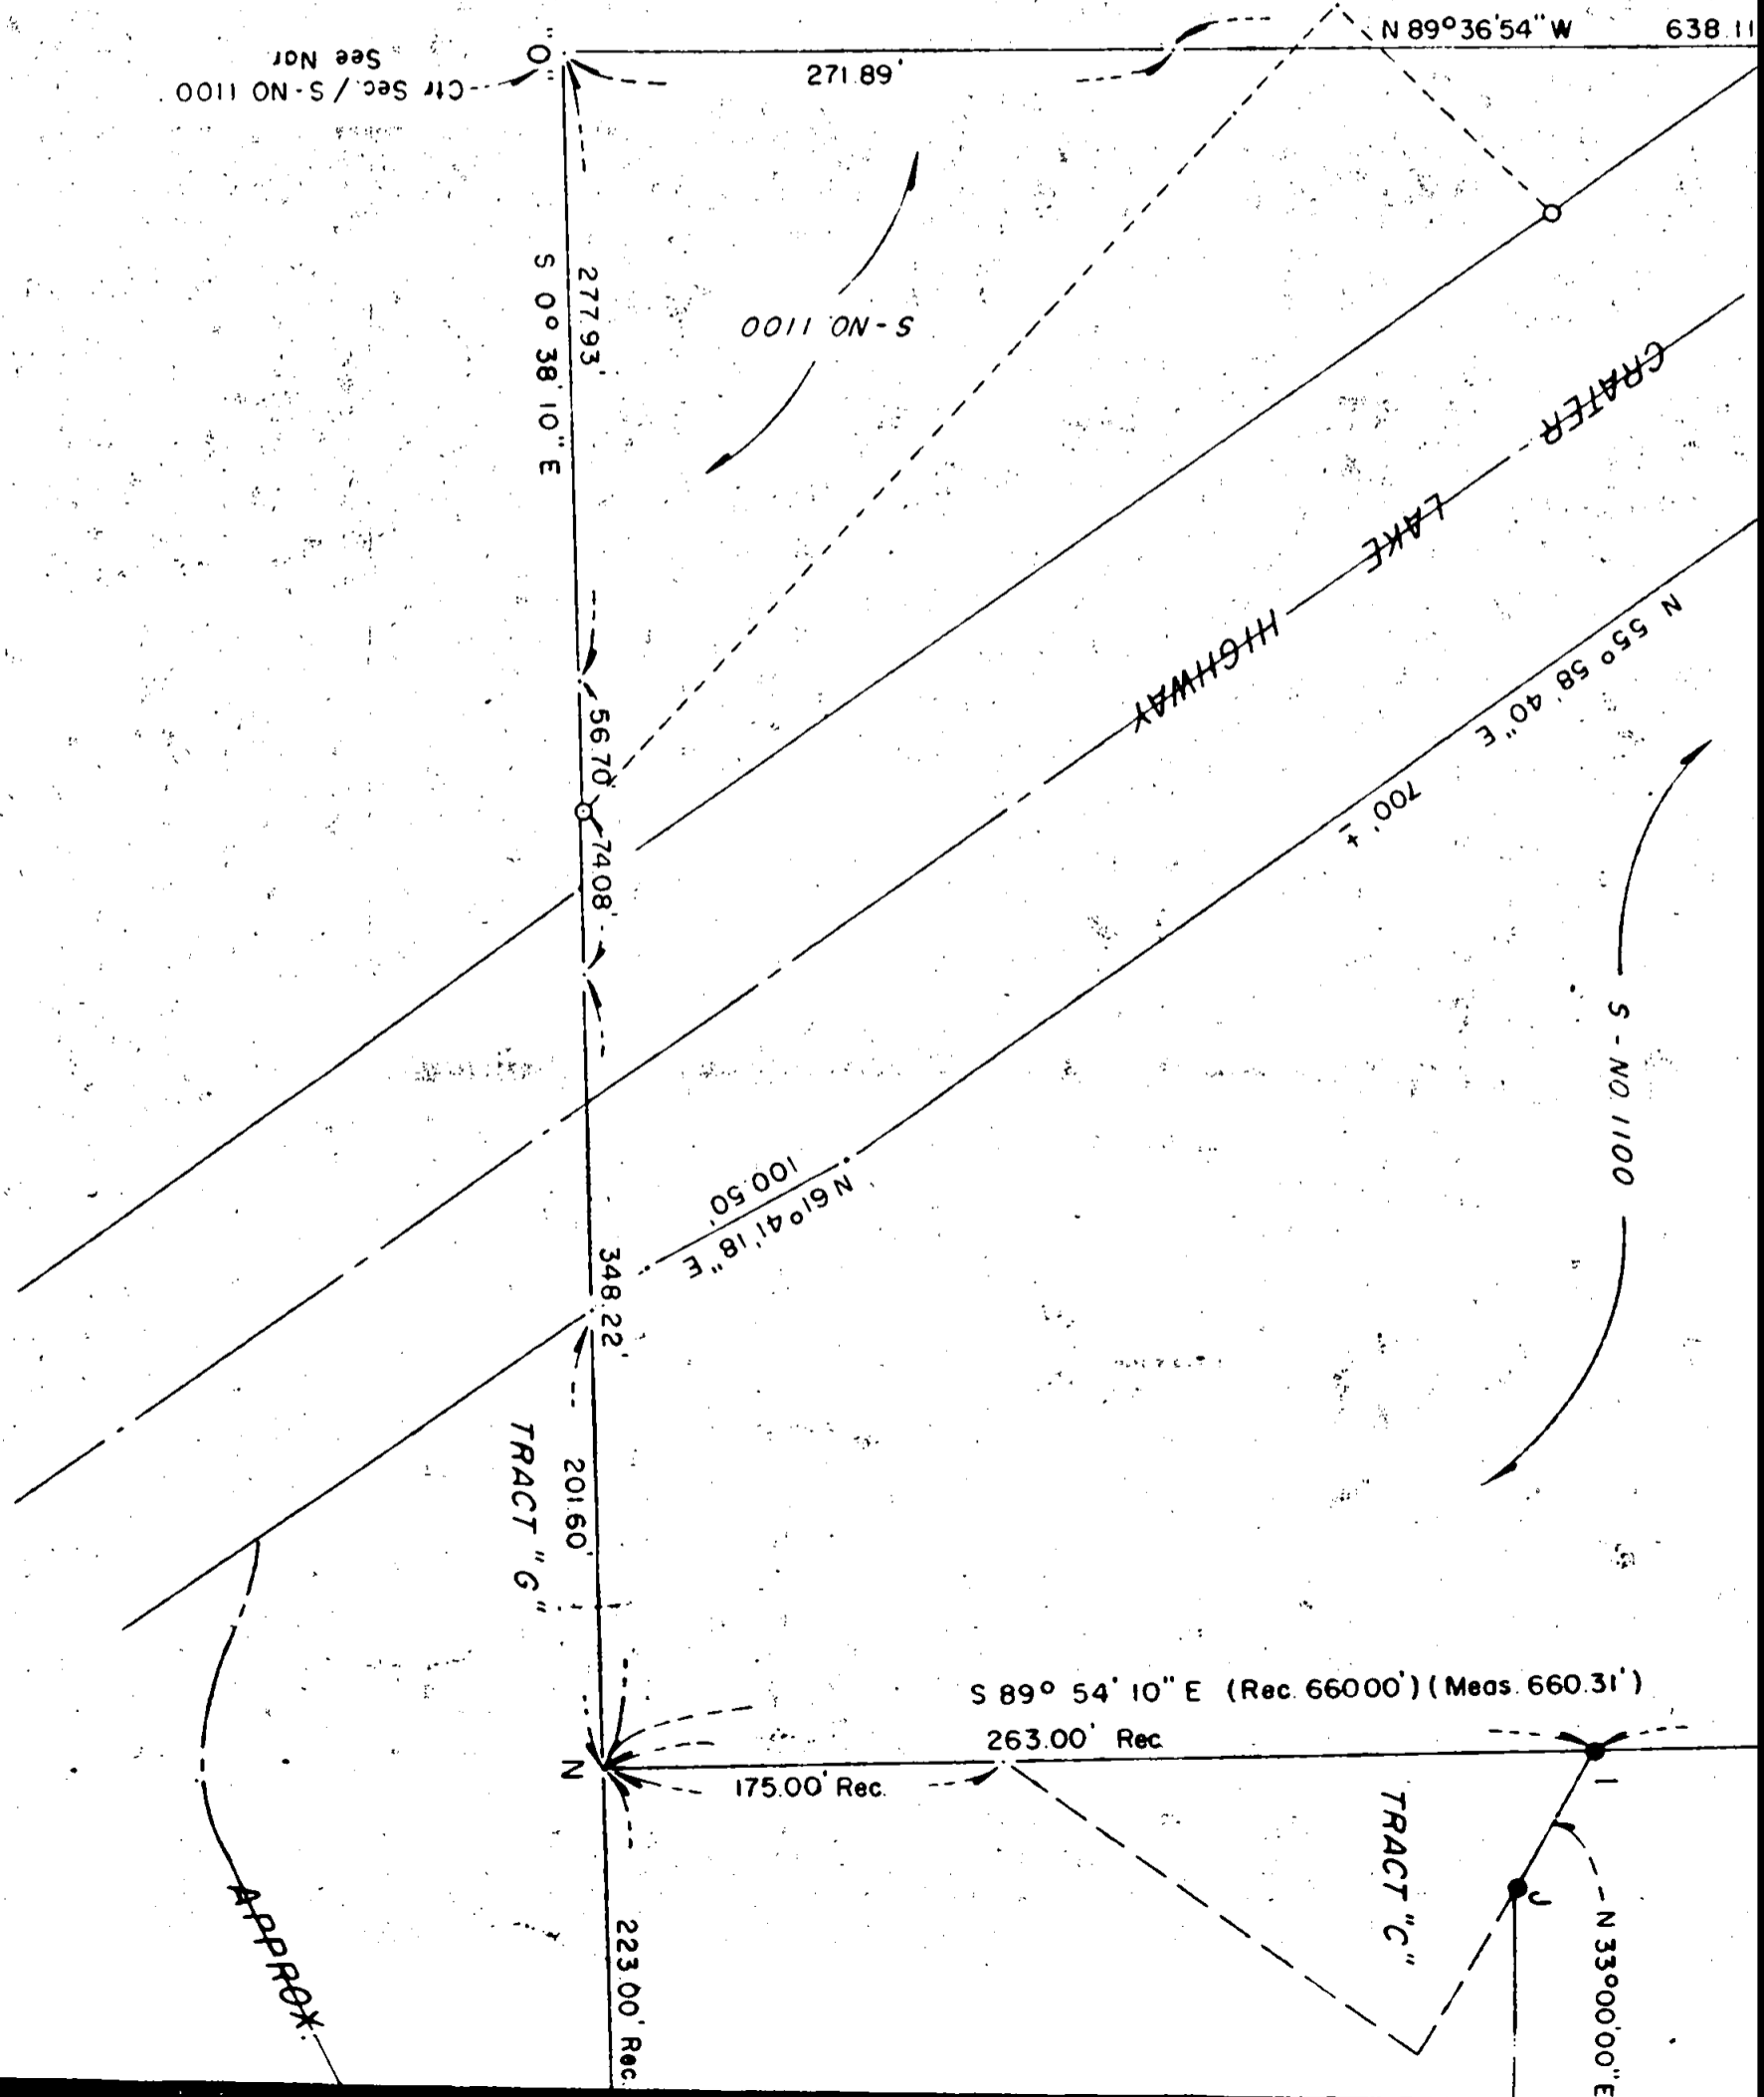 N 89° 36' 54" W 638.11
271.89'
"O"
Ctr Sec./S-NO 1100
See Nar
277.93'
S 0° 38' 10" E
S-NO. 1100
CRATER LAKE HIGHWAY
N 55° 58' 40" E
700' ±
56.70'
74.08'
S-NO. 1100
N 61° 41' 18" E
100.50'
348.22'
201.60'
TRACT "G"
S 89° 54' 10" E (Rec. 660 00') (Meas. 660.31')
263.00' Rec
N
175.00' Rec.
I
TRACT "C"
N 33° 00' 00" E
223.00' Rec.
APPROX.